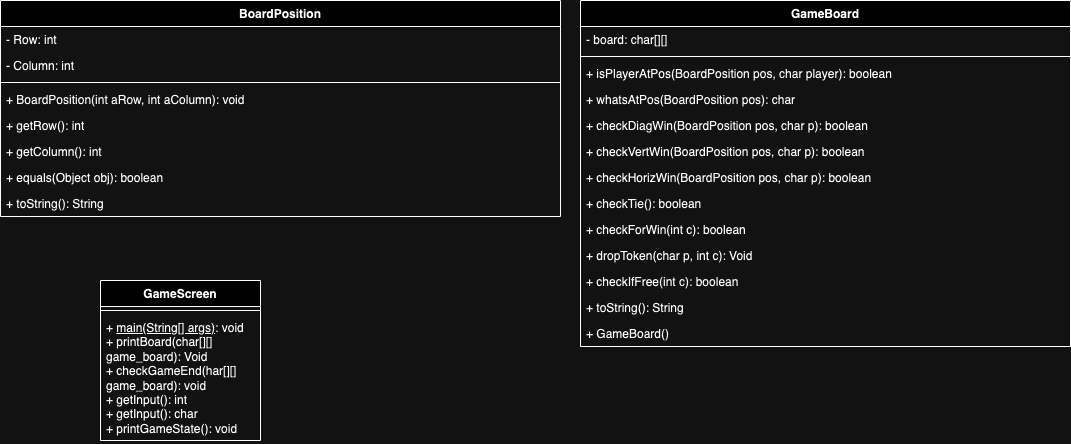 BoardPosition
- Row: int
- Column: int
+ BoardPosition(int aRow, int aColumn): void
+ getRow(): int
+ getColumn(): int
+ equals(Object obj): boolean
+ toString(): String
GameBoard
- board: char[][]
+ isPlayerAtPos(BoardPosition pos, char player): boolean
+ whatsAtPos(BoardPosition pos): char
+ checkDiagWin(BoardPosition pos, char p): boolean
+ checkVertWin(BoardPosition pos, char p): boolean
+ checkHorizWin(BoardPosition pos, char p): boolean
+ checkTie(): boolean
+ checkForWin(int c): boolean
+ dropToken(char p, int c): Void
+ checkIfFree(int c): boolean
+ toString(): String
+ GameBoard()
GameScreen
+ main(String[] args): void
+ printBoard(char[][]
game_board): Void
+ checkGameEnd(har[][]
game_board): void
+ getInput(): int
+ getInput(): char
+ printGameState(): void